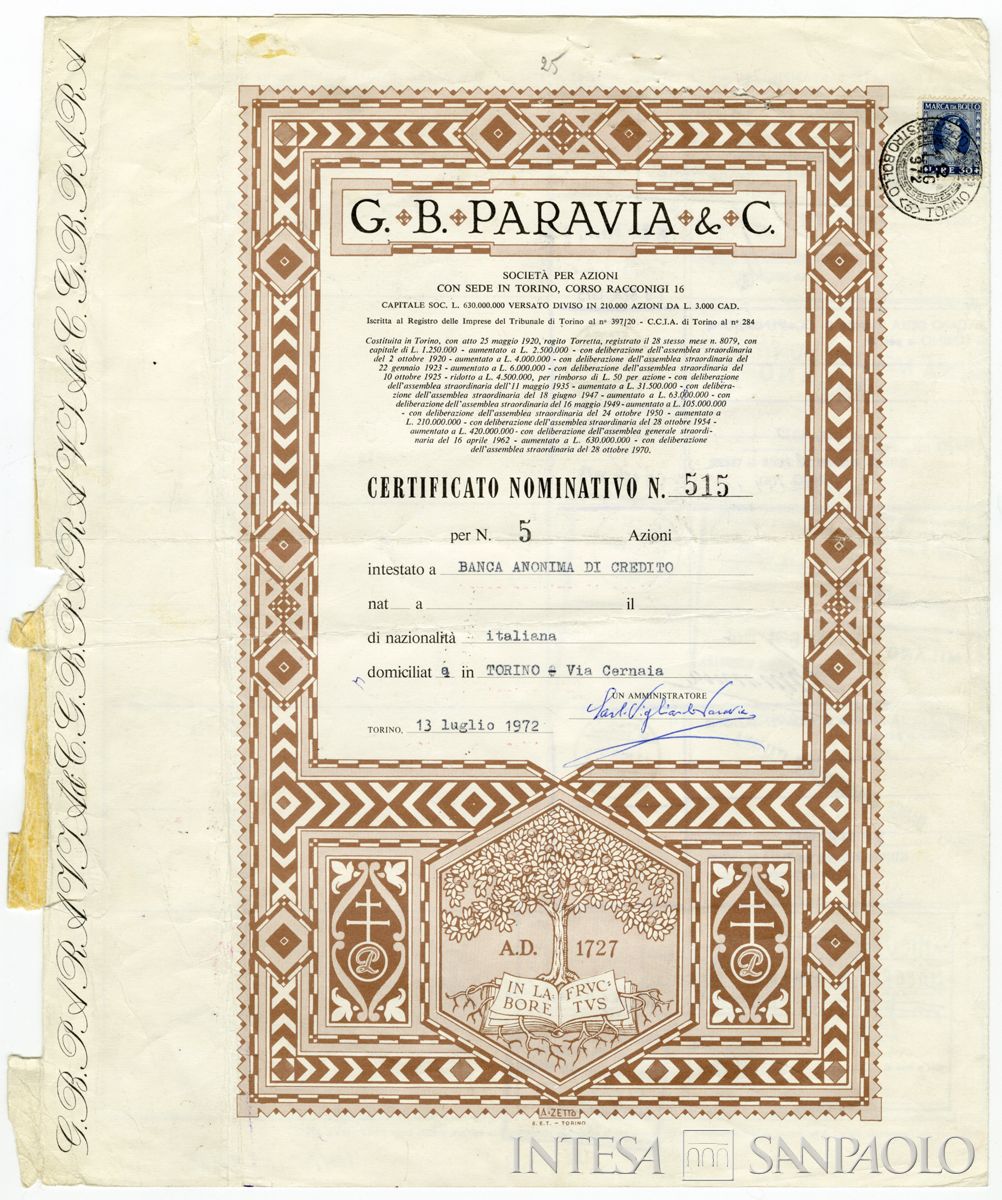 25
MARCA DA BOLLO
LIRE 30
TORINO
G. B. PARAVIA & C.
SOCIETÀ PER AZIONI
CON SEDE IN TORINO, CORSO RACCONIGI 16
CAPITALE SOC. L. 630.000.000 VERSATO DIVISO IN 210.000 AZIONI DA L. 3.000 CAD.
Iscritta al Registro delle Imprese del Tribunale di Torino al nº 397/20 - C.C.I.A. di Torino al nº 284
Costituita in Torino, con atto 25 maggio 1920, rogito Torretta, registrato il 28 stesso mese n. 8079, con
capitale di L. 1.250.000 - aumentato a L. 2.500.000 - con deliberazione dell'assemblea straordinaria
del 2 ottobre 1920 - aumentato a L. 4.000.000 - con deliberazione dell'assemblea straordinaria del
22 gennaio 1923 - aumentato a L. 6.000.000 - con deliberazione dell'assemblea straordinaria del
10 ottobre 1925 - ridotto a L. 4.500.000, per rimborso di L. 50 per azione - con deliberazione
dell'assemblea straordinaria dell'11 maggio 1935 - aumentato a L. 31.500.000 - con delibera-
zione dell'assemblea straordinaria del 18 giugno 1947 - aumentato a L. 63.000.000 - con
deliberazione dell'assemblea straordinaria del 16 maggio 1949 - aumentato a L. 105.000.000
- con deliberazione dell'assemblea straordinaria del 24 ottobre 1950 - aumentato a
L. 210.000.000 - con deliberazione dell'assemblea straordinaria del 28 ottobre 1954 -
aumentato a L. 420.000.000 - con deliberazione dell'assemblea generale straordi-
naria del 16 aprile 1962 - aumentato a L. 630.000.000 - con deliberazione
dell'assemblea straordinaria del 28 ottobre 1970.
CERTIFICATO NOMINATIVO N. 515
per N. 5 Azioni
intestato a BANCA ANONIMA DI CREDITO
nat a il
di nazionalità italiana
domiciliat a in TORINO - Via Cernaia
UN AMMINISTRATORE
TORINO, 13 luglio 1972
A.D. 1727
IN LA- FRVC-
BORE TVS
A. ZETTO
S. E. T. - TORINO
G. B. PARAVIA & C. G. B. PARAVIA & C. G. B. PARA
INTESA SANPAOLO